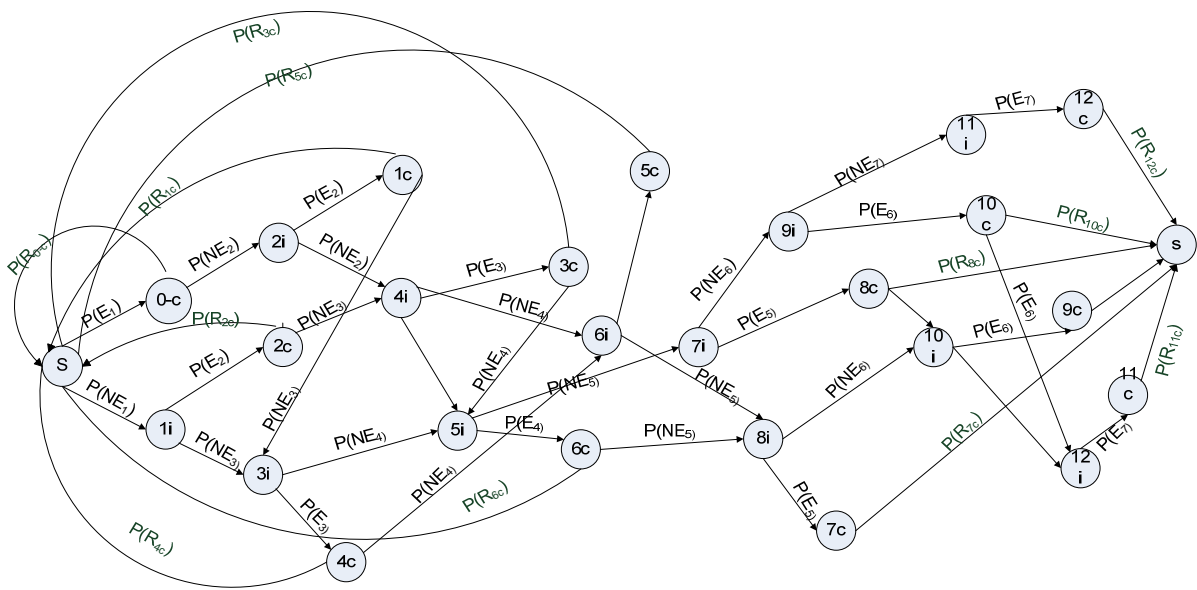 P(R3c)
P(R5c)
12
c
P(E7)
11
i
P(R12c)
P(NE7)
5c
1c
P(R1c)
P(E2)
10
c
P(E6)
P(R10c)
9i
s
P(R0-c)
2i
P(NE2)
P(NE2)
3c
P(E3)
P(R8c)
P(NE6)
8c
0-c
4i
P(E1)
P(R2c)
P(NE3)
P(NE4)
P(E6)
9c
P(E5)
6i
2c
7i
10
i
P(E6)
S
P(E2)
P(NE4)
P(NE5)
P(NE5)
P(NE6)
11
c
P(R11c)
P(NE1)
P(NE3)
1i
5i
P(E4)
P(NE4)
P(NE3)
P(NE5)
8i
P(R7c)
P(E7)
6c
3i
12
i
P(NE4)
P(R6c)
P(E3)
P(E5)
7c
P(R4c)
4c